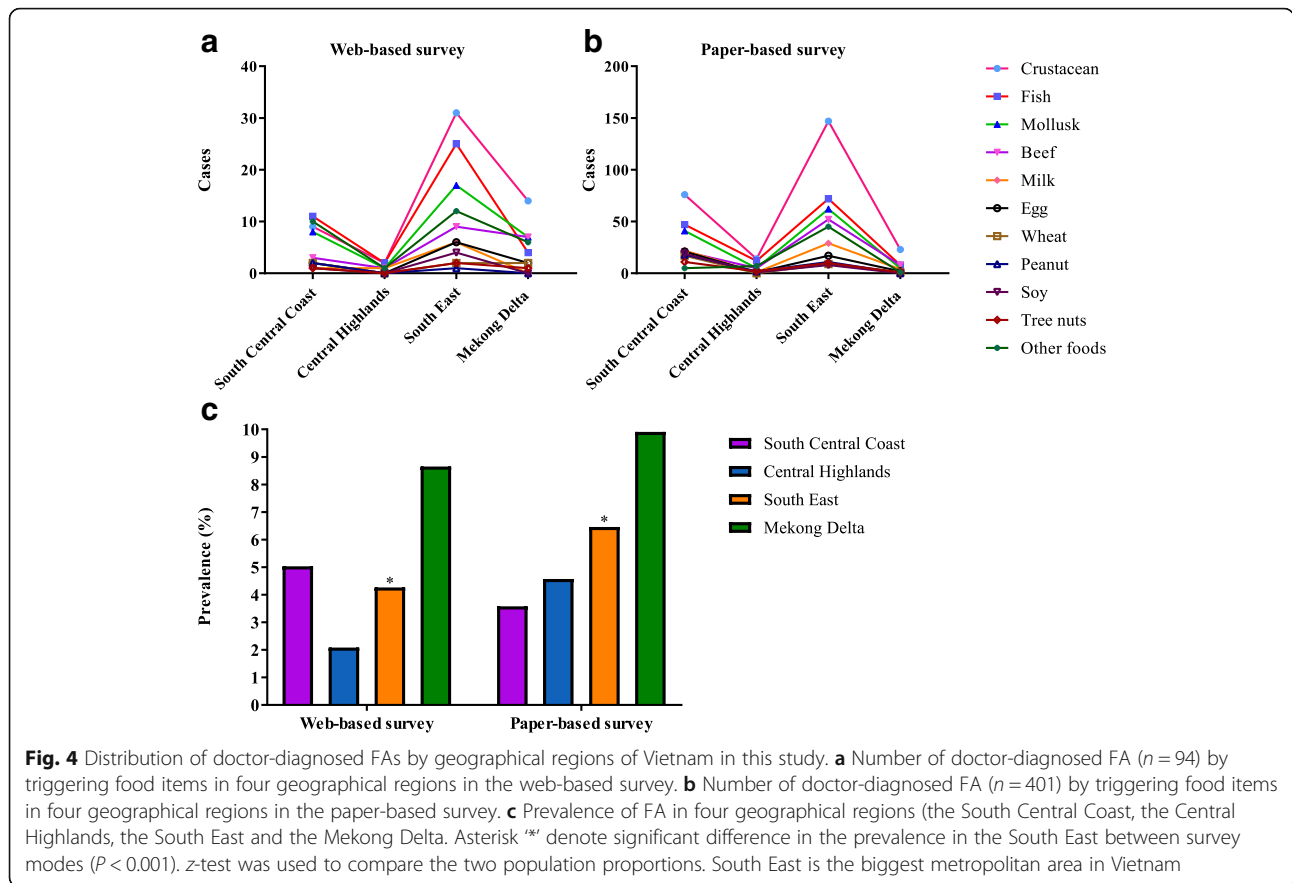 a
Web-based survey
Cases
40
30
20
10
0
South Central Coast
Central Highlands
South East
Mekong Delta
b
Paper-based survey
Cases
200
150
100
50
0
South Central Coast
Central Highlands
South East
Mekong Delta
Crustacean
Fish
Mollusk
Beef
Milk
Egg
Wheat
Peanut
Soy
Tree nuts
Other foods
c
Prevalence (%)
10
9
8
7
6
5
4
3
2
1
0
*
*
Web-based survey
Paper-based survey
South Central Coast
Central Highlands
South East
Mekong Delta
Fig. 4 Distribution of doctor-diagnosed FAs by geographical regions of Vietnam in this study. a Number of doctor-diagnosed FA (n = 94) by
triggering food items in four geographical regions in the web-based survey. b Number of doctor-diagnosed FA (n = 401) by triggering food items
in four geographical regions in the paper-based survey. c Prevalence of FA in four geographical regions (the South Central Coast, the Central
Highlands, the South East and the Mekong Delta. Asterisk ‘*’ denote significant difference in the prevalence in the South East between survey
modes (P < 0.001). z-test was used to compare the two population proportions. South East is the biggest metropolitan area in Vietnam